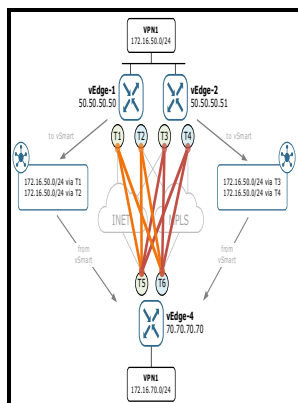 VPN1
172.16.50.0/24
vEdge-1
50.50.50.50
vEdge-2
50.50.50.51
T1
T2
T3
T4
to vSmart
to vSmart
172.16.50.0/24 via T1
172.16.50.0/24 via T2
172.16.50.0/24 via T3
172.16.50.0/24 via T4
INET
MPLS
from
vSmart
from
vSmart
T5
T6
vEdge-4
70.70.70.70
VPN1
172.16.70.0/24